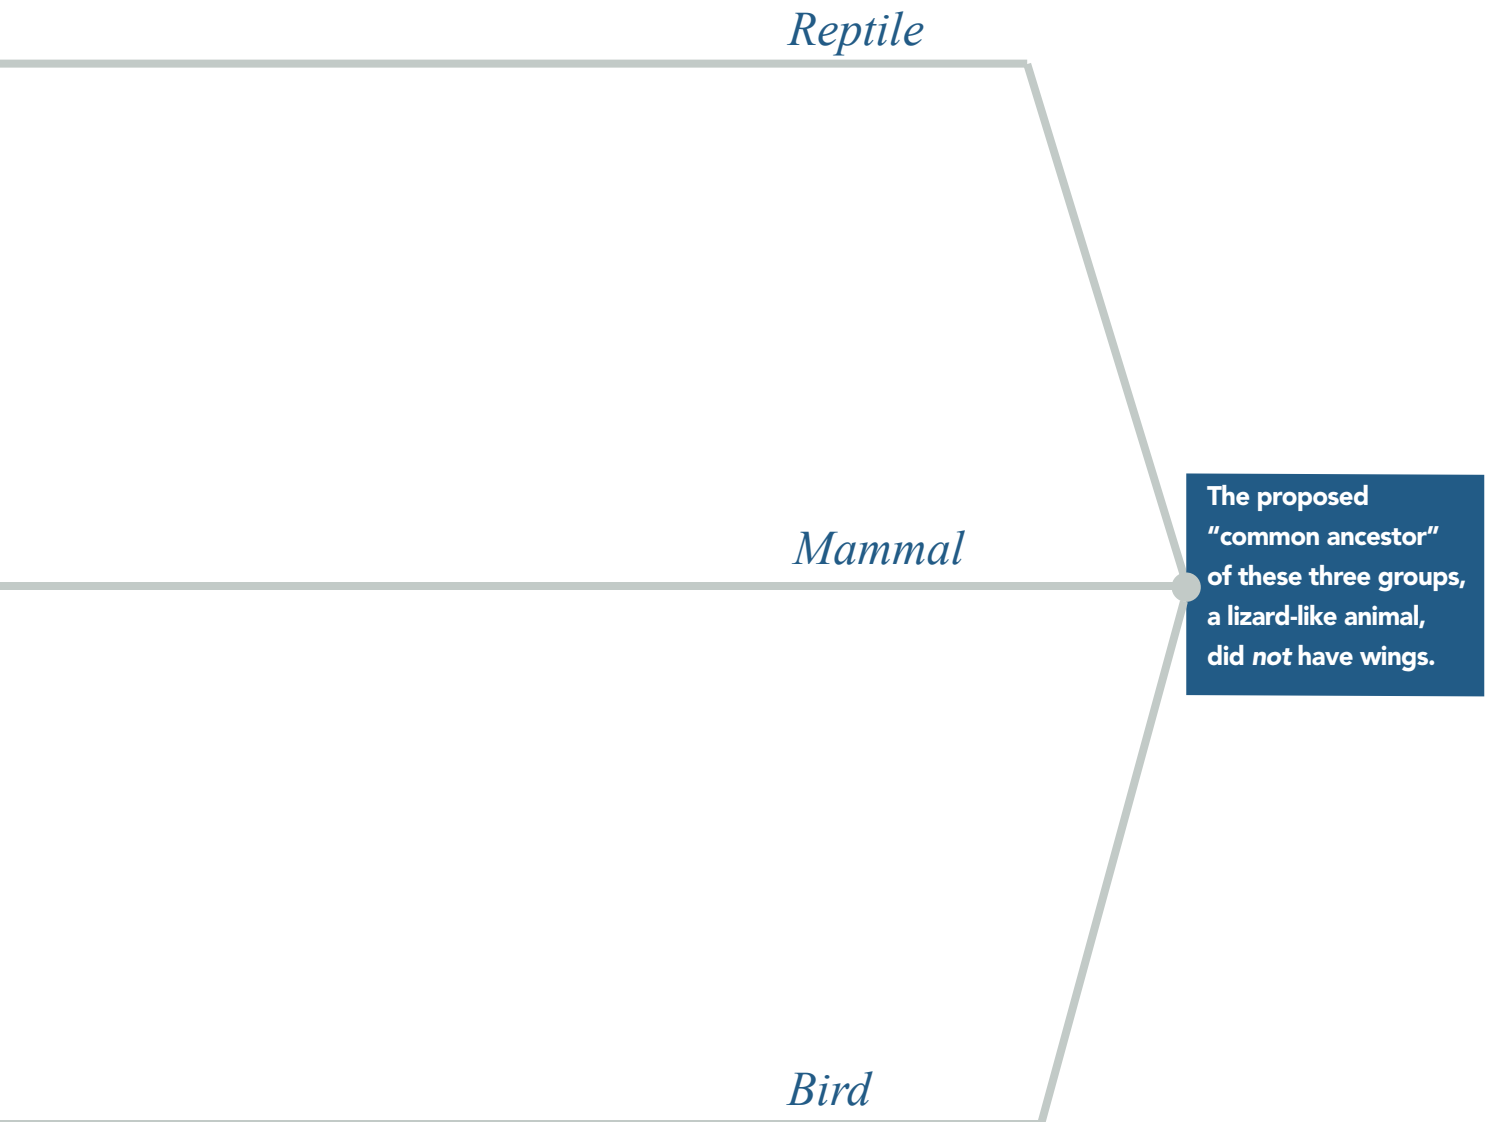 Reptile
Mammal
The proposed
“common ancestor”
of these three groups,
a lizard-like animal,
did not have wings.
Bird